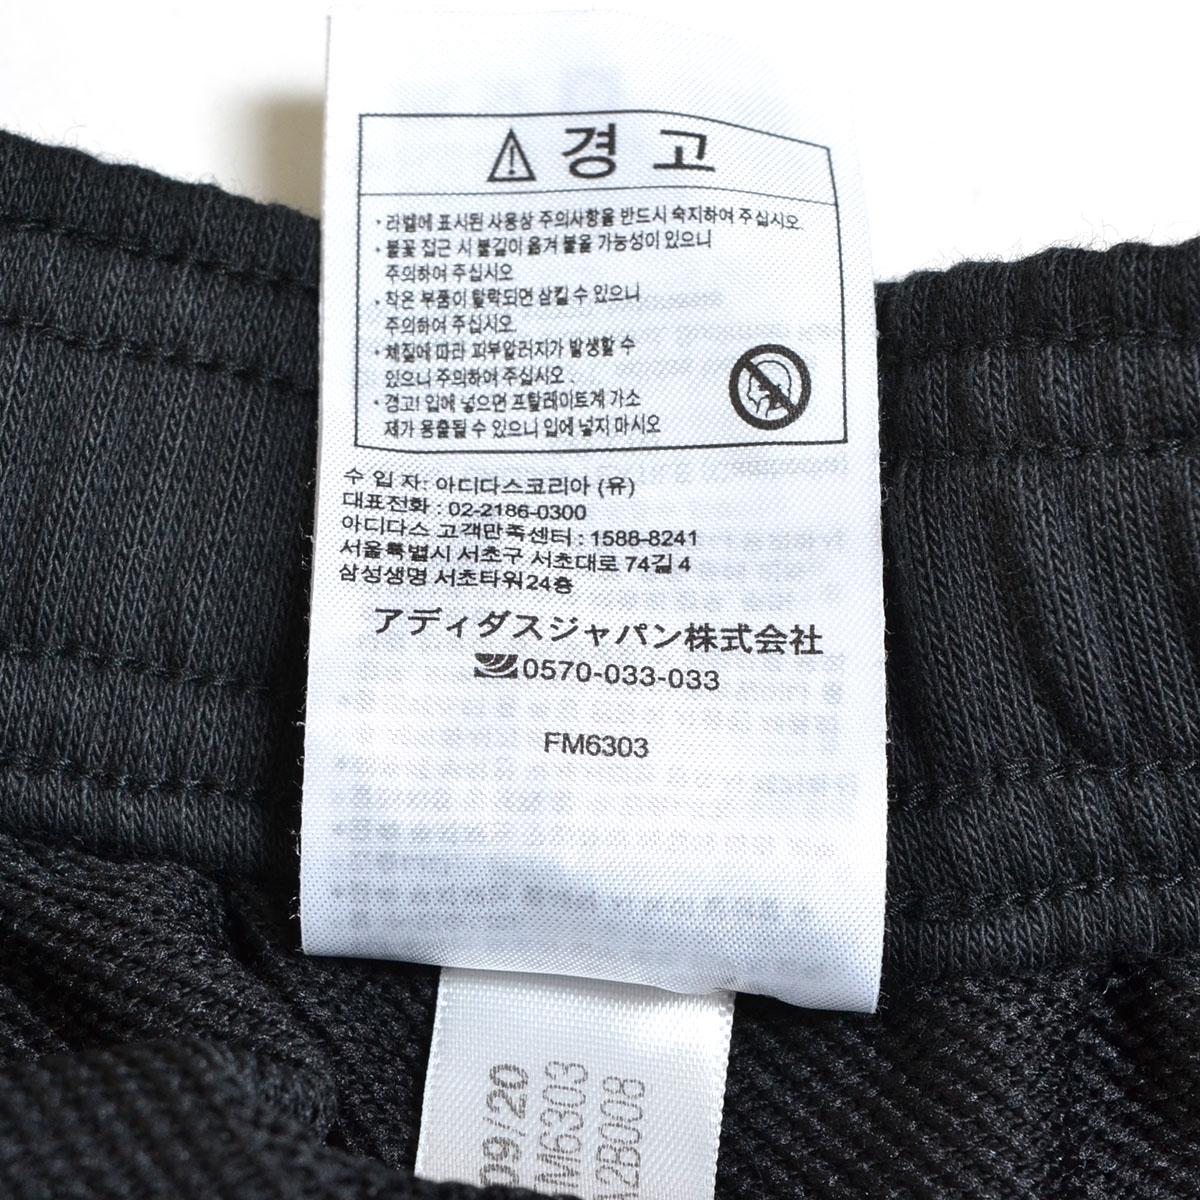 경 고
· 라벨에 표시된 사용상 주의사항을 반드시 숙지하여 주십시오.
· 불꽃 접근 시 불길이 옮겨 붙을 가능성이 있으니
주의하여 주십시오
· 작은 부품이 탈락되면 삼킬 수 있으니
주의하여 주십시오.
· 체질에 따라 피부알러지가 발생할 수
있으니 주의하여 주십시오.
· 경고! 입에 넣으면 프탈레이트계 가소
제가 용출될 수 있으니 입에 넣지 마시오
수 입 자: 아디다스코리아 (유)
대표전화 : 02-2186-0300
아디다스 고객만족센터 : 1588-8241
서울특별시 서초구 서초대로 74길 4
삼성생명 서초타워24층
アディダスジャパン株式会社
0570-033-033
FM6303
09/20
M6303
A2B008